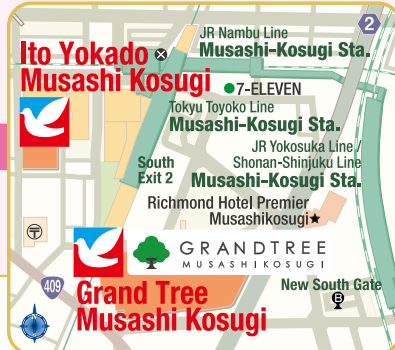 2
JR Nambu Line
Musashi-Kosugi Sta.
Ito Yokado
Musashi Kosugi
7-ELEVEN
Tokyu Toyoko Line
Musashi-Kosugi Sta.
JR Yokosuka Line /
Shonan-Shinjuku Line
Musashi-Kosugi Sta.
South
Exit 2
Richmond Hotel Premier
Musashikosugi★
〒
GRANDTREE
MUSASHIKOSUGI
409
Grand Tree
Musashi Kosugi
New South Gate
B